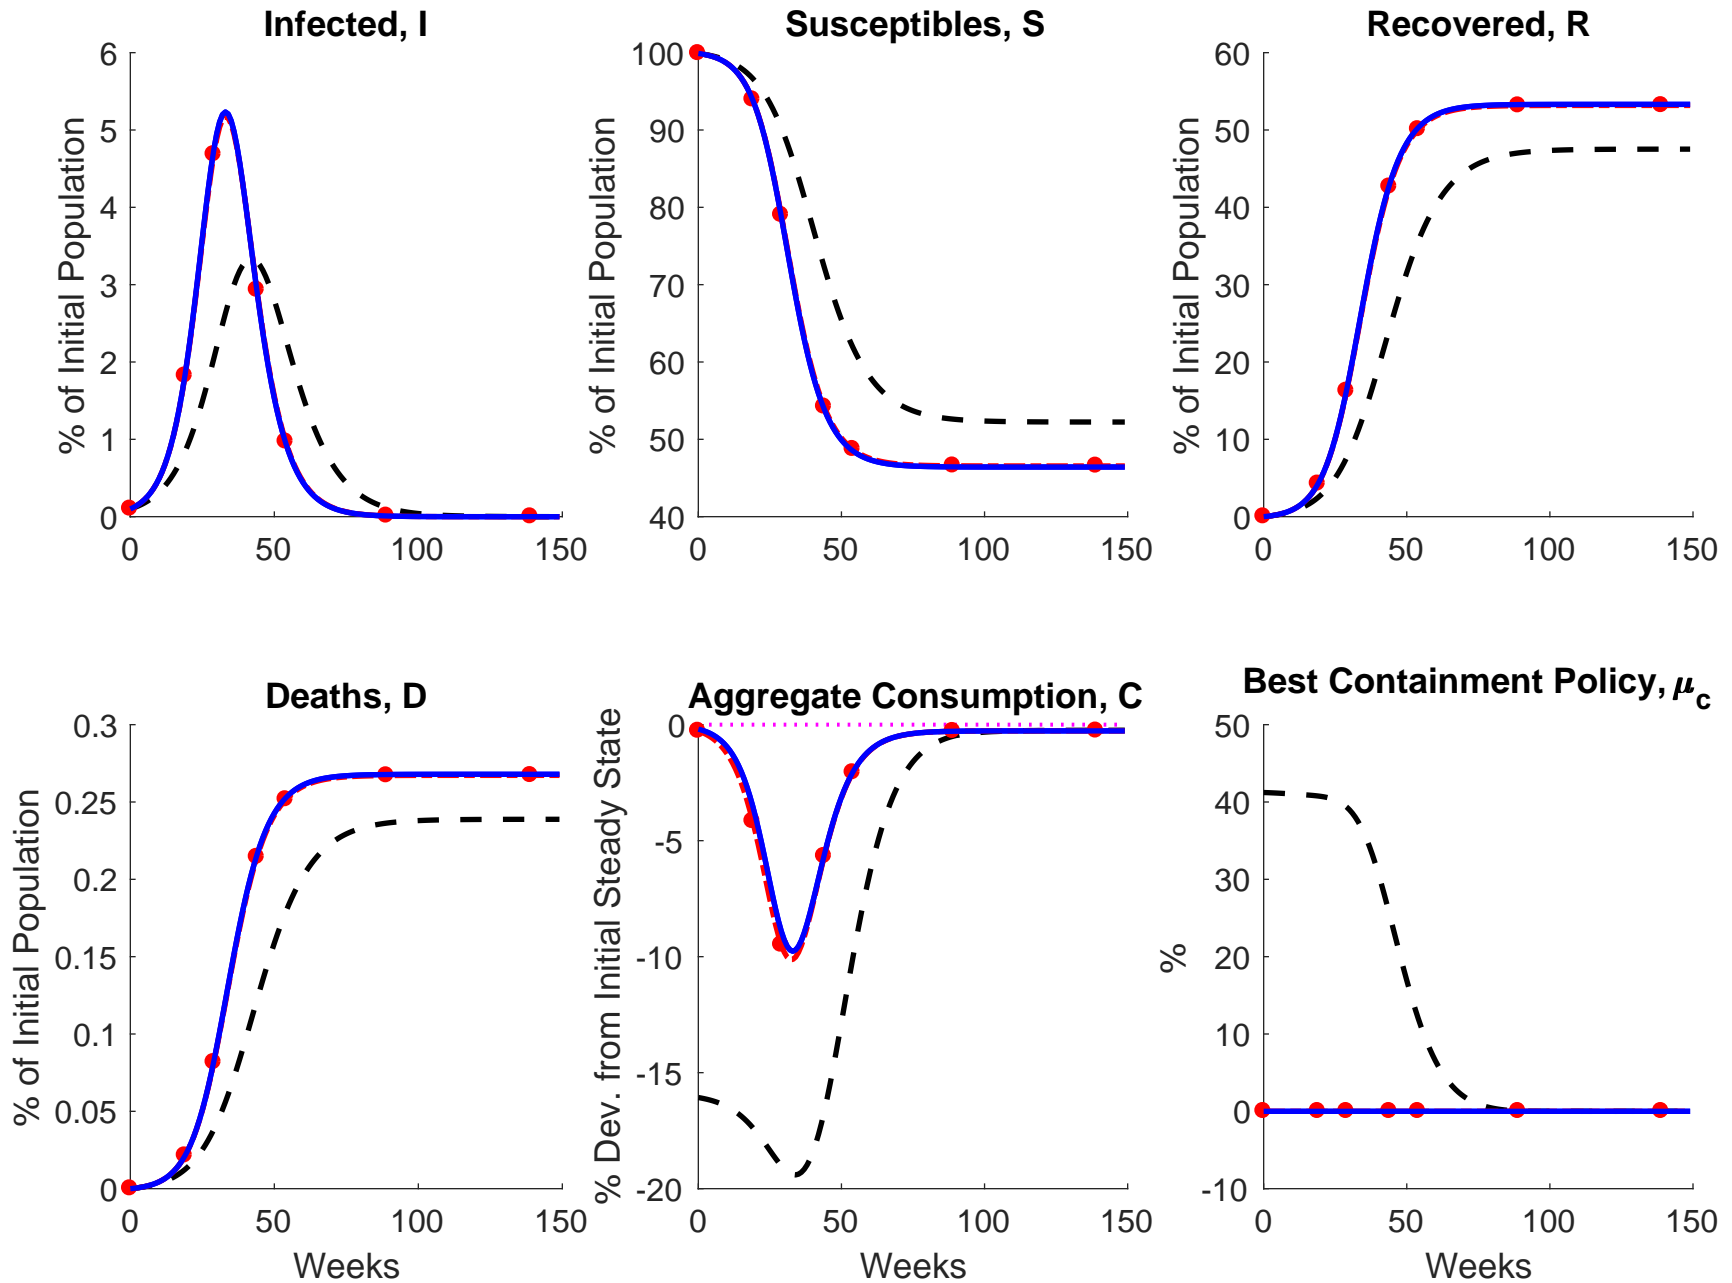 Infected, I
% of Initial Population
6
5
4
3
2
1
0
0 50 100 150
Susceptibles, S
% of Initial Population
100
90
80
70
60
50
40
0 50 100 150
Recovered, R
% of Initial Population
60
50
40
30
20
10
0
0 50 100 150
Deaths, D
% of Initial Population
0.3
0.25
0.2
0.15
0.1
0.05
0
0 50 100 150
Weeks
Aggregate Consumption, C
% Dev. from Initial Steady State
0
-5
-10
-15
-20
0 50 100 150
Weeks
Best Containment Policy, μc
%
50
40
30
20
10
0
-10
0 50 100 150
Weeks